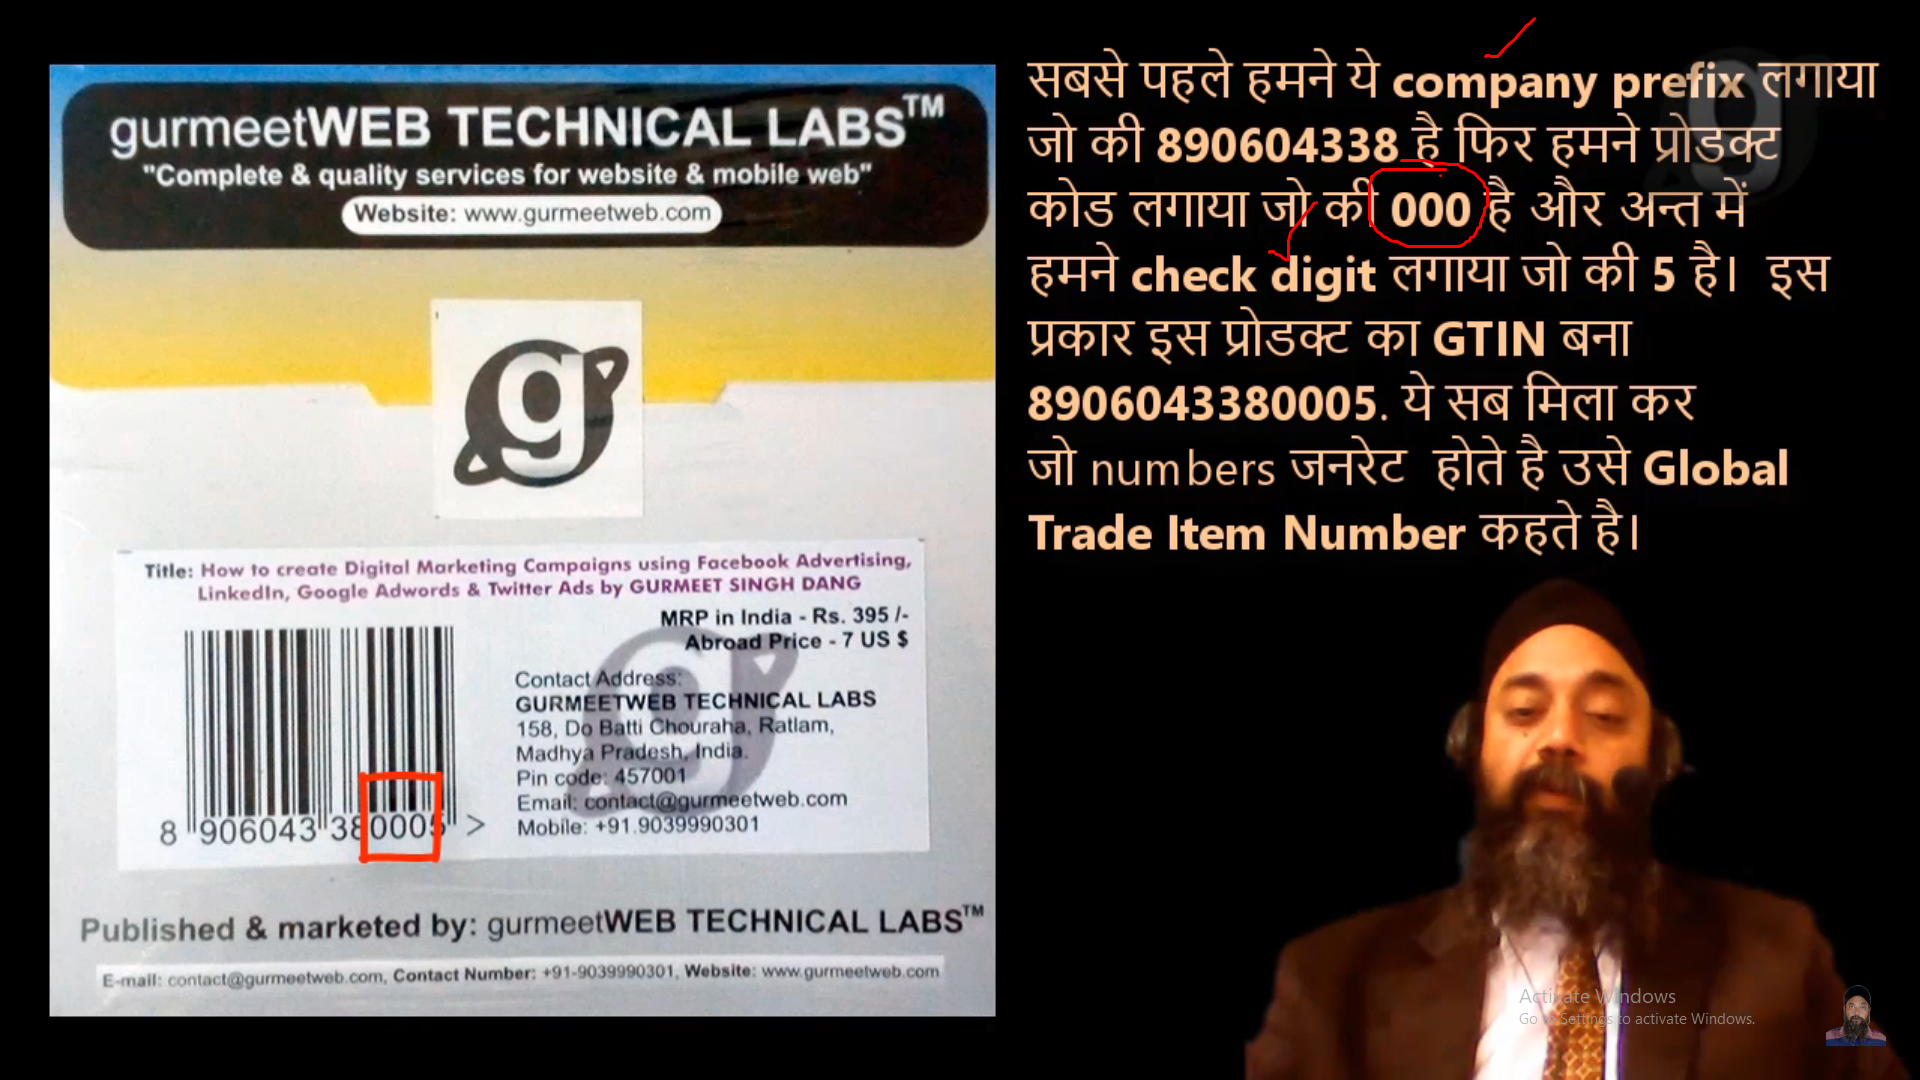 gurmeetWEB TECHNICAL LABS™
"Complete & quality services for website & mobile web"
Website: www.gurmeetweb.com
g
Title: How to create Digital Marketing Campaigns using Facebook Advertising,
LinkedIn, Google Adwords & Twitter Ads by GURMEET SINGH DANG
MRP in India - Rs. 395 /-
Abroad Price - 7 US $
Contact Address:
GURMEETWEB TECHNICAL LABS
158, Do Batti Chouraha, Ratlam,
Madhya Pradesh, India.
Pin code: 457001
Email: contact@gurmeetweb.com
Mobile: +91.9039990301
8 906043 380005 >
Published & marketed by: gurmeetWEB TECHNICAL LABS™
E-mail: contact@gurmeetweb.com, Contact Number: +91-9039990301, Website: www.gurmeetweb.com
सबसे पहले हमने ये company prefix लगाया
जो की 890604338 है फिर हमने प्रोडक्ट
कोड लगाया जो की 000 है और अन्त में
हमने check digit लगाया जो की 5 है। इस
प्रकार इस प्रोडक्ट का GTIN बना
8906043380005. ये सब मिला कर
जो numbers जनरेट होते है उसे Global
Trade Item Number कहते है।
Activate Windows
Go to Settings to activate Windows.